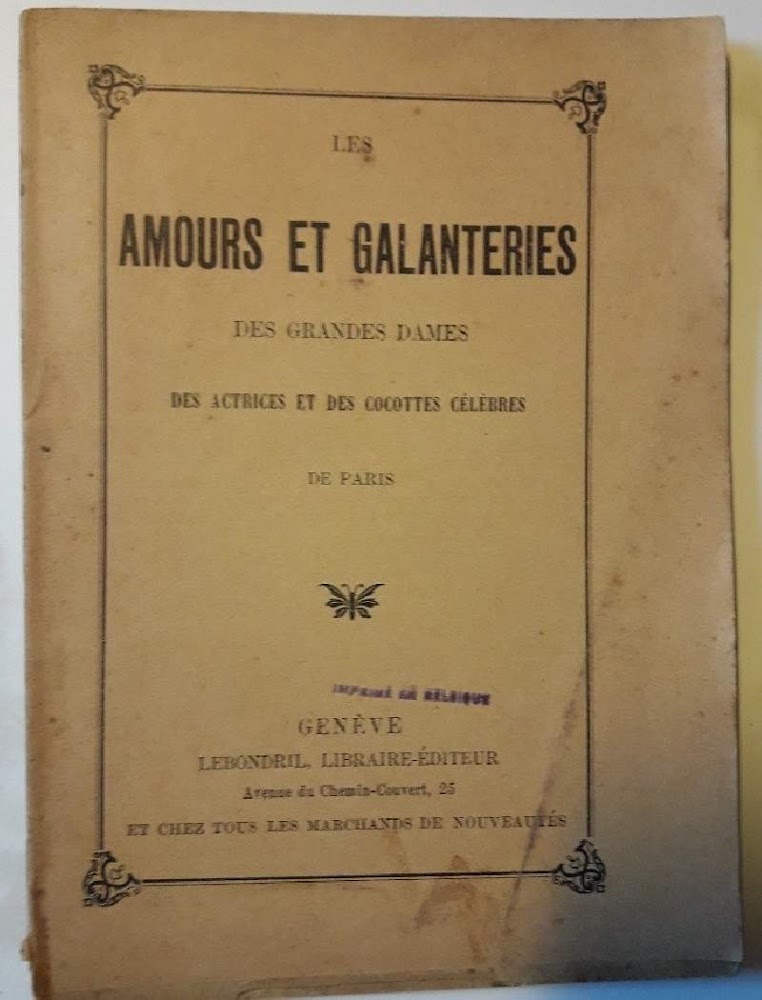 LES
AMOURS ET GALANTERIES
DES GRANDES DAMES
DES ACTRICES ET DES COCOTTES CÉLÈBRES
DE PARIS
IMPRIMÉ EN BELGIQUE
GENÈVE
LEBONDRIL, LIBRAIRE-ÉDITEUR
Avenue du Chemin-Couvert, 25
ET CHEZ TOUS LES MARCHANDS DE NOUVEAUTÉS